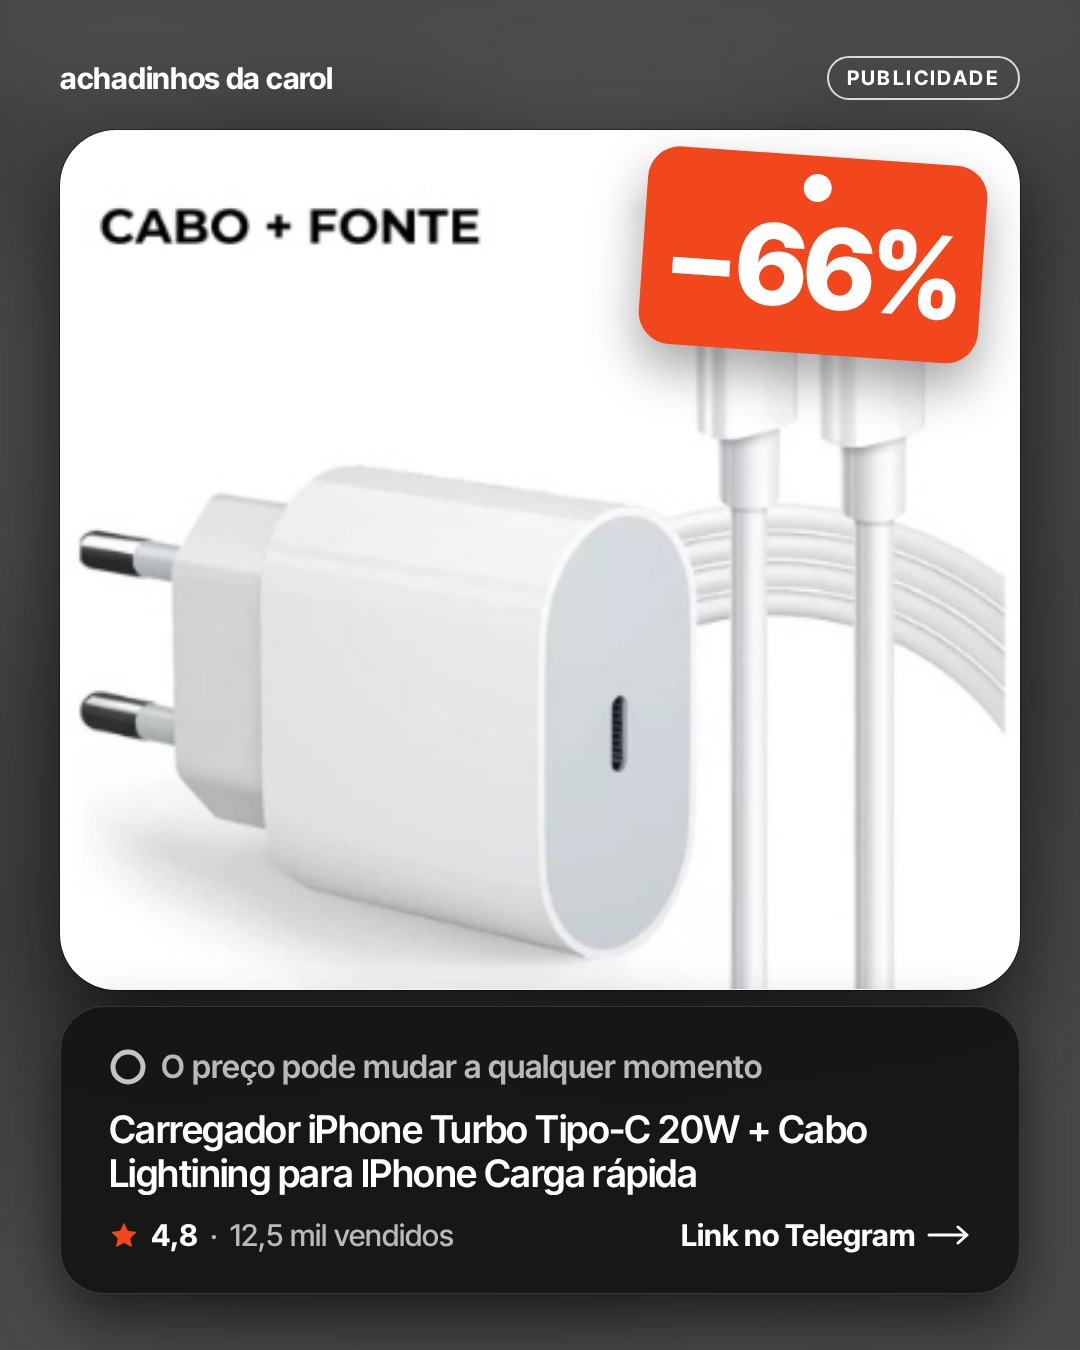 achadinhos da carol
PUBLICIDADE
CABO + FONTE
−66%
O preço pode mudar a qualquer momento
Carregador iPhone Turbo Tipo-C 20W + Cabo
Lightining para IPhone Carga rápida
4,8 · 12,5 mil vendidos
Link no Telegram →